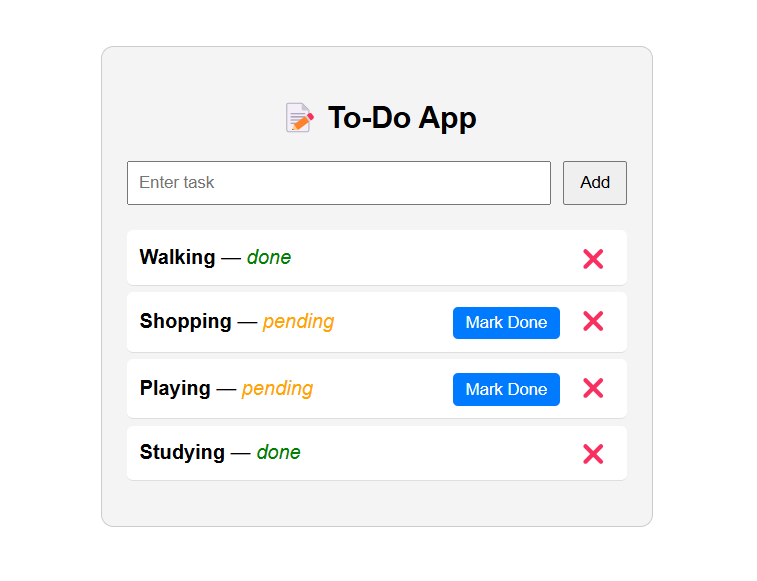 📝 To-Do App
Enter task Add
Walking — done ❌
Shopping — pending Mark Done ❌
Playing — pending Mark Done ❌
Studying — done ❌